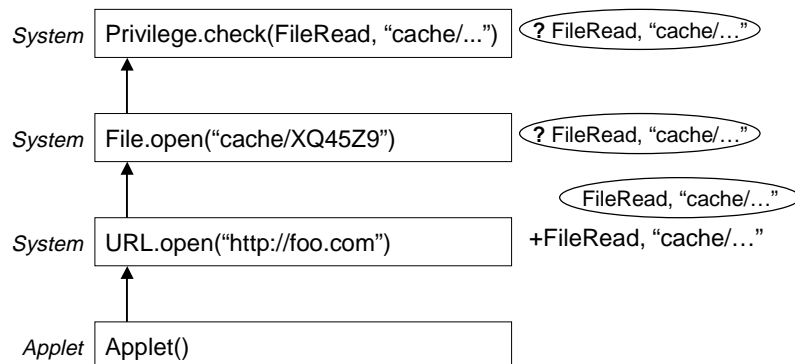 System Privilege.check(FileRead, “cache/...”) ? FileRead, “cache/…”
System File.open(“cache/XQ45Z9”) ? FileRead, “cache/…”
FileRead, “cache/…”
System URL.open(“http://foo.com”) +FileRead, “cache/…”
Applet Applet()